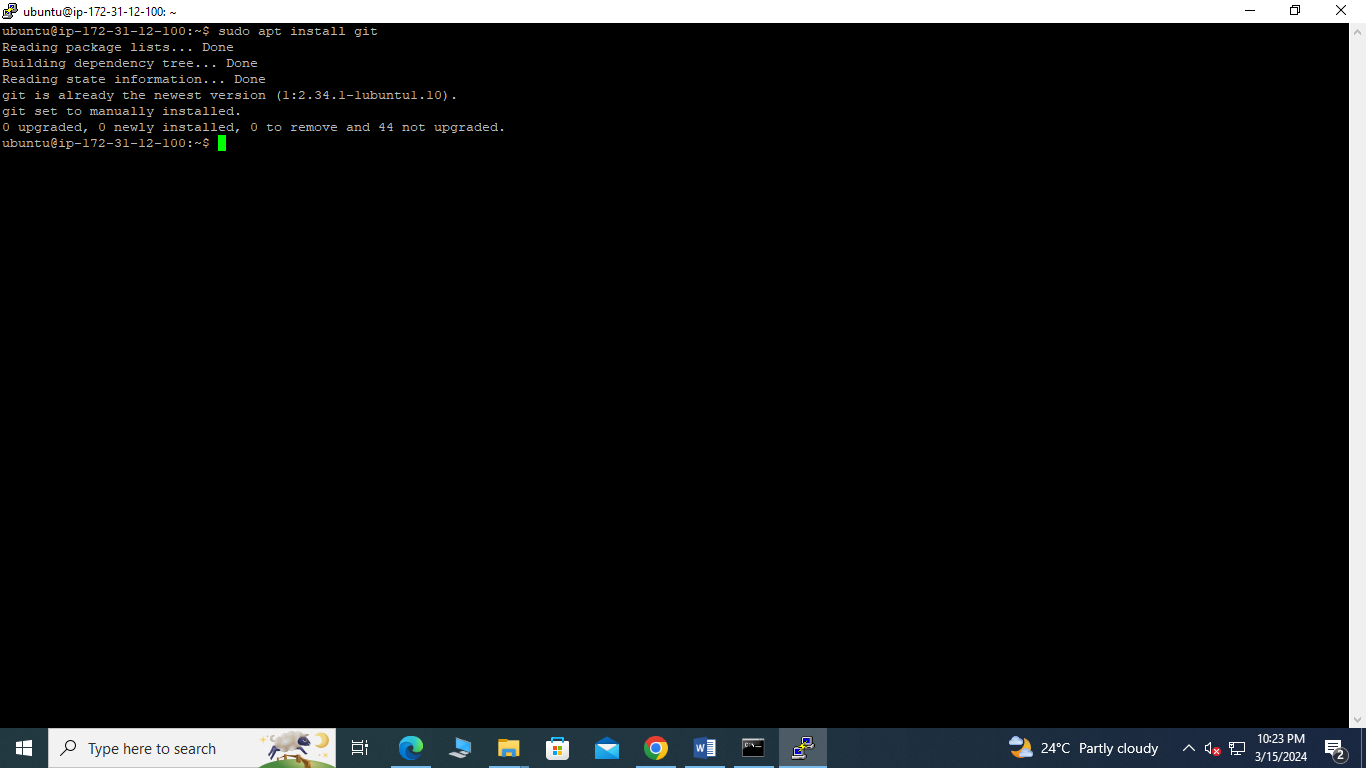 ubuntu@ip-172-31-12-100: ~
ubuntu@ip-172-31-12-100:~$ sudo apt install git
Reading package lists... Done
Building dependency tree... Done
Reading state information... Done
git is already the newest version (1:2.34.1-1ubuntu1.10).
git set to manually installed.
0 upgraded, 0 newly installed, 0 to remove and 44 not upgraded.
ubuntu@ip-172-31-12-100:~$
Type here to search
24°C Partly cloudy
10:23 PM
3/15/2024
2